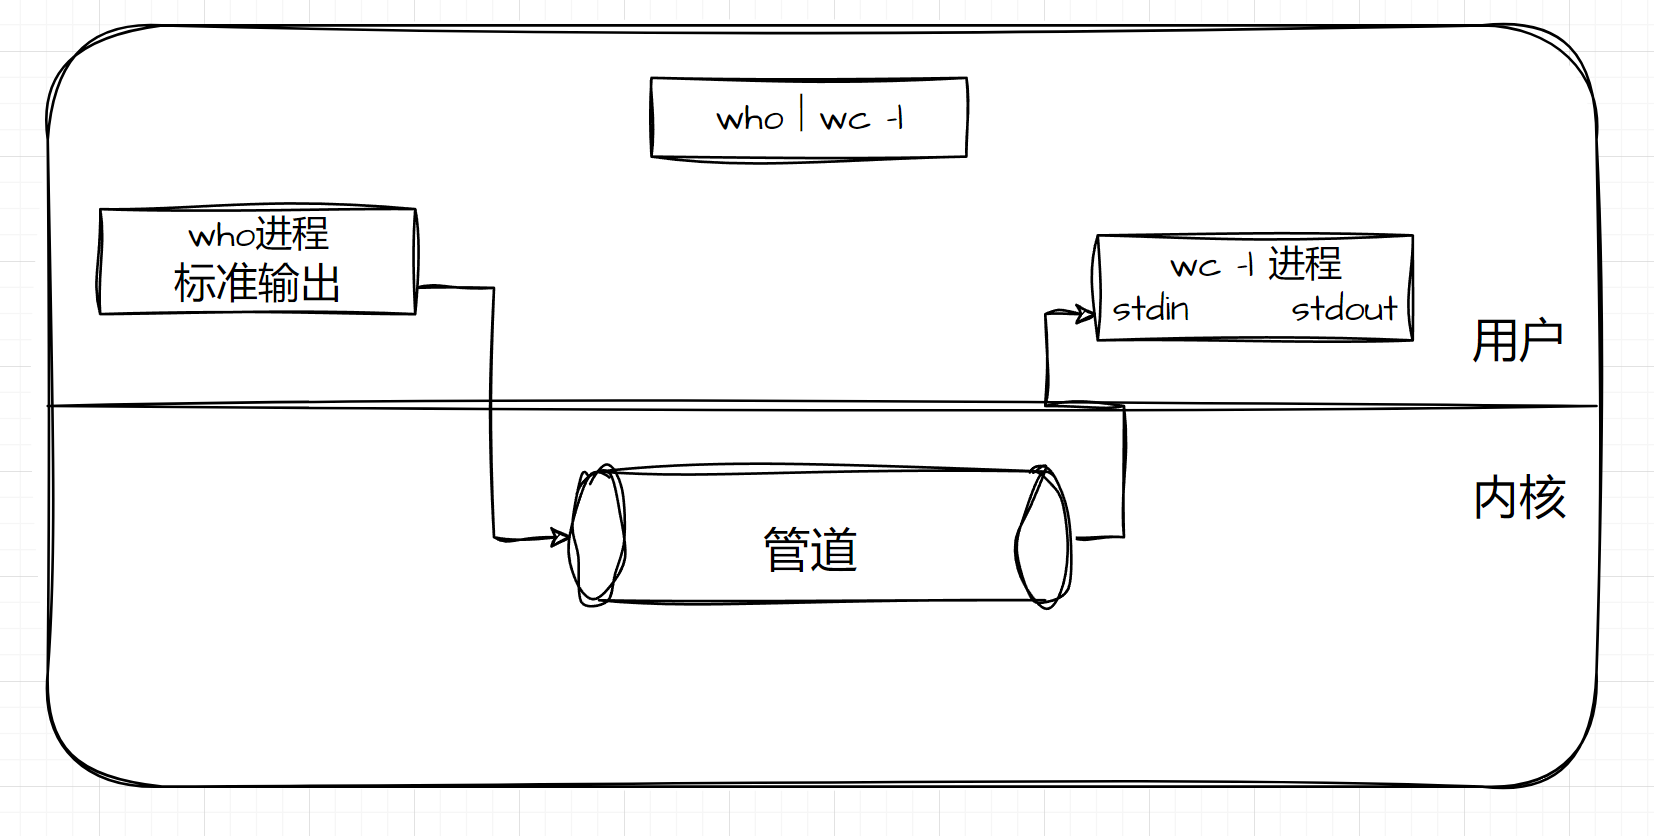 who | wc -l
who进程
标准输出
wc -l 进程
stdin stdout
用户
内核
管道